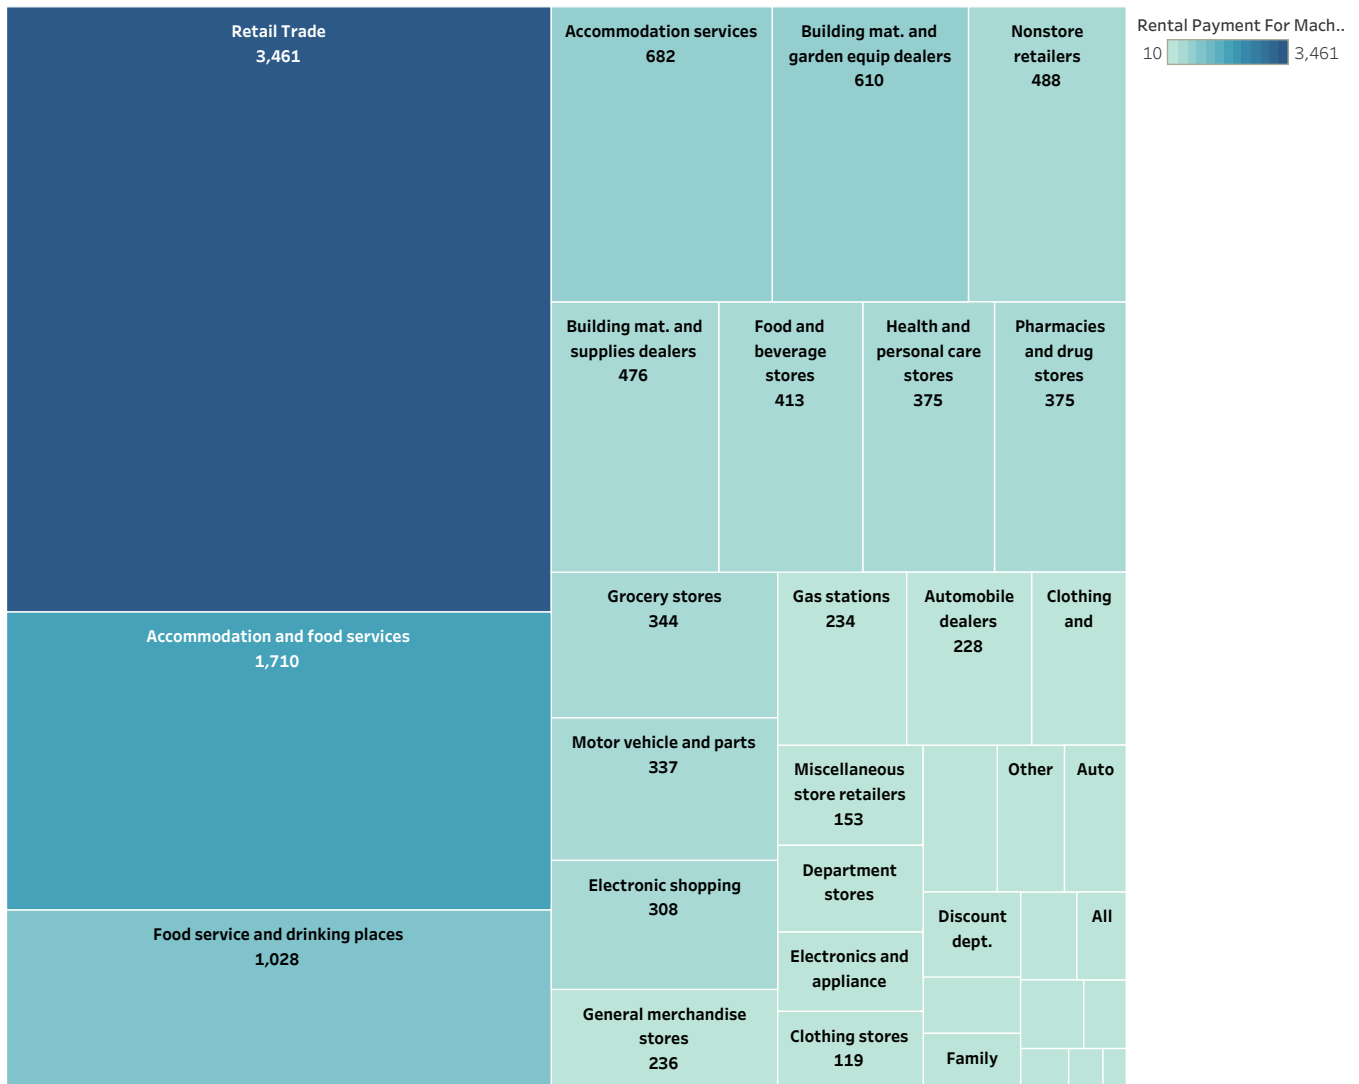 Retail Trade
3,461
Accommodation and food services
1,710
Food service and drinking places
1,028
Accommodation services
682
Building mat. and
garden equip dealers
610
Nonstore
retailers
488
Building mat. and
supplies dealers
476
Food and
beverage
stores
413
Health and
personal care
stores
375
Pharmacies
and drug
stores
375
Grocery stores
344
Motor vehicle and parts
337
Electronic shopping
308
General merchandise
stores
236
Gas stations
234
Automobile
dealers
228
Clothing
and
Miscellaneous
store retailers
153
Department
stores
Electronics and
appliance
Clothing stores
119
Other
Auto
Discount
dept.
All
Family
Rental Payment For Mach..
10
3,461